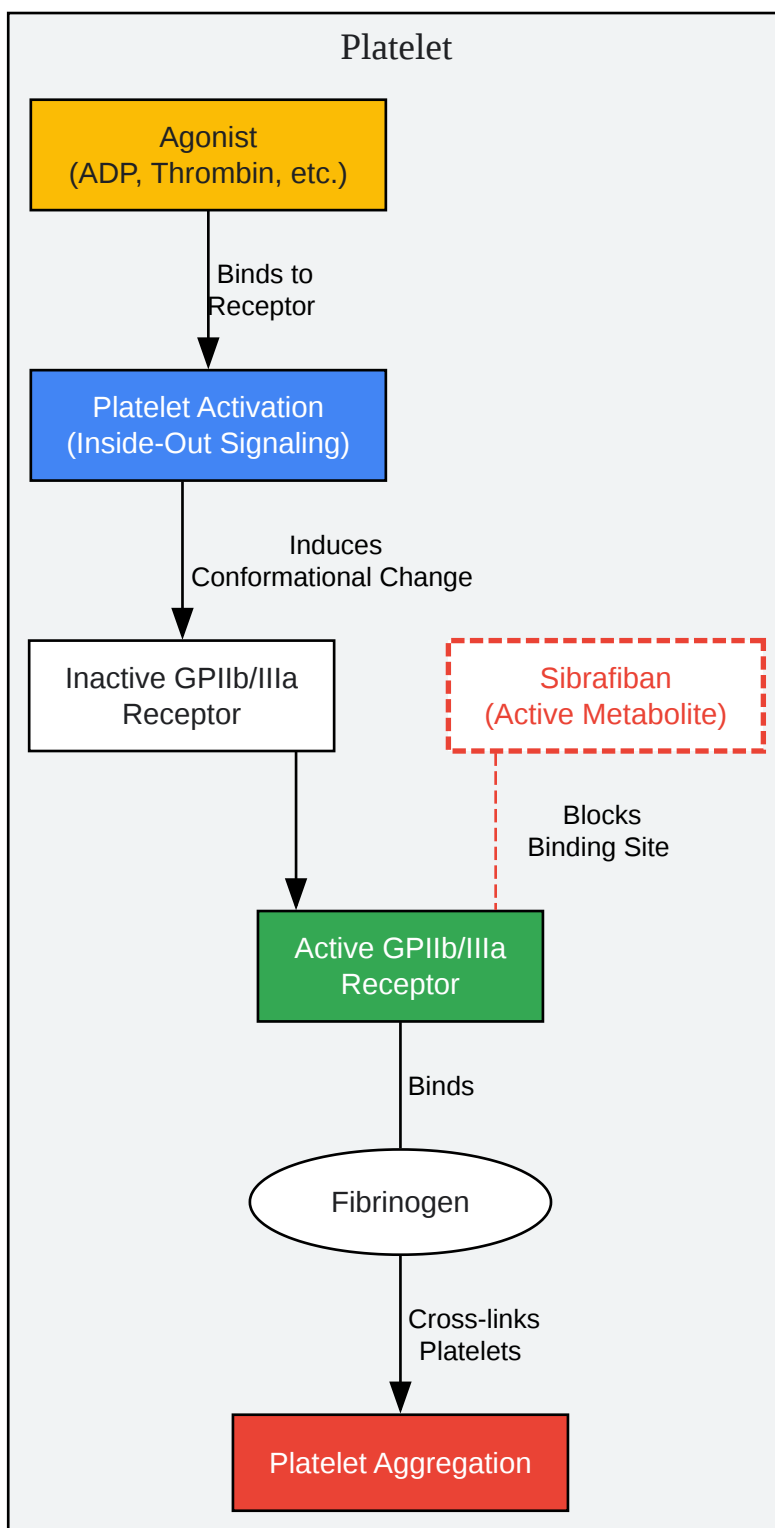 Platelet
Agonist
(ADP, Thrombin, etc.)
Binds to
Receptor
Platelet Activation
(Inside-Out Signaling)
Induces
Conformational Change
Inactive GPIIb/IIIa
Receptor
Sibrafiban
(Active Metabolite)
Blocks
Binding Site
Active GPIIb/IIIa
Receptor
Binds
Fibrinogen
Cross-links
Platelets
Platelet Aggregation